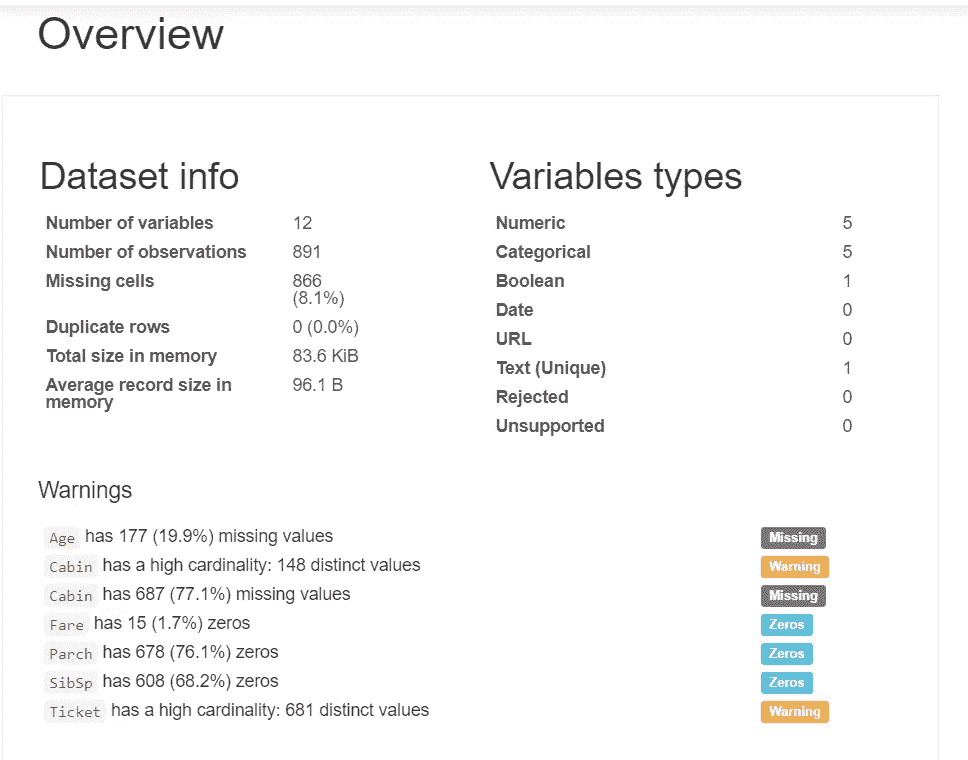 Overview
Dataset info
Number of variables 12
Number of observations 891
Missing cells 866
(8.1%)
Duplicate rows 0 (0.0%)
Total size in memory 83.6 KiB
Average record size in 96.1 B
memory
Variables types
Numeric 5
Categorical 5
Boolean 1
Date 0
URL 0
Text (Unique) 1
Rejected 0
Unsupported 0
Warnings
Age has 177 (19.9%) missing values Missing
Cabin has a high cardinality: 148 distinct values Warning
Cabin has 687 (77.1%) missing values Missing
Fare has 15 (1.7%) zeros Zeros
Parch has 678 (76.1%) zeros Zeros
SibSp has 608 (68.2%) zeros Zeros
Ticket has a high cardinality: 681 distinct values Warning